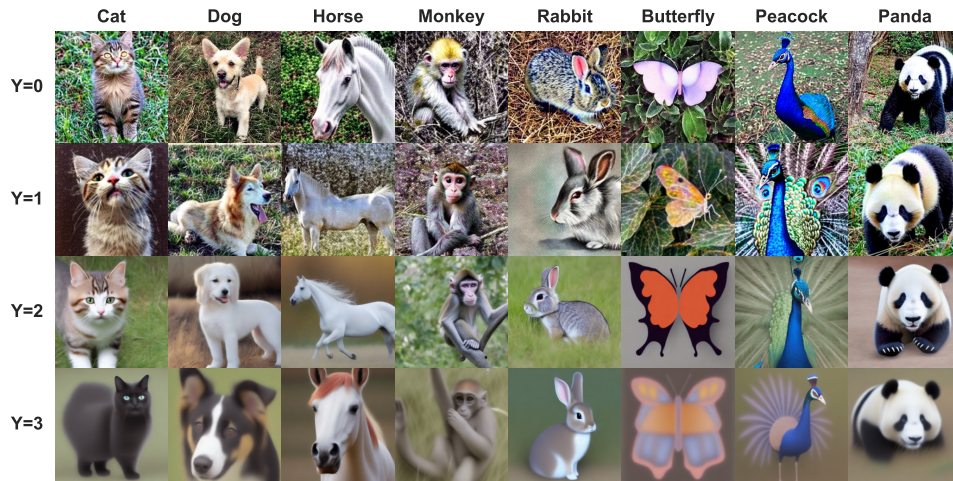 Cat Dog Horse Monkey Rabbit Butterfly Peacock Panda
Y=0
Y=1
Y=2
Y=3